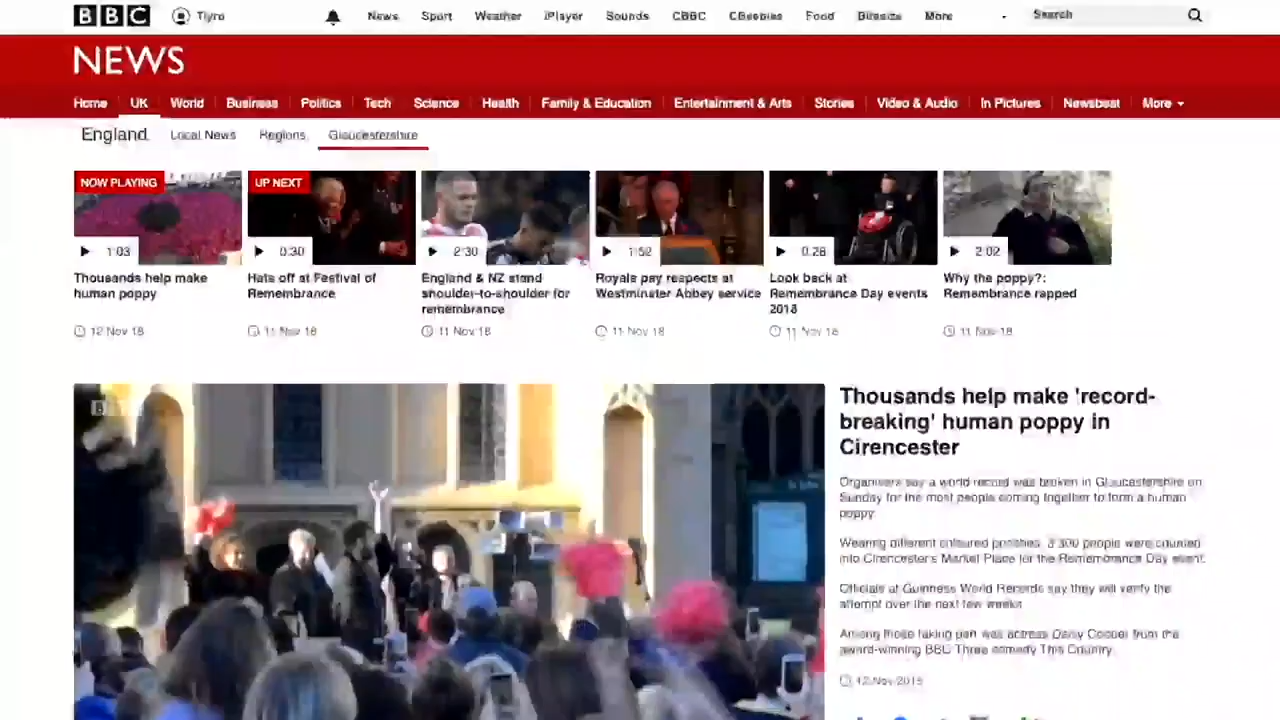 BBC
Tyro
News Sport Weather iPlayer Sounds CBBC CBeebies Food Bitesize More
Search
NEWS
Home UK World Business Politics Tech Science Health Family & Education Entertainment & Arts Stories Video & Audio In Pictures Newsbeat More
England Local News Regions Gloucestershire
NOW PLAYING
1:03
Thousands help make
human poppy
12 Nov 18
UP NEXT
0:30
Hats off at Festival of
Remembrance
11 Nov 18
2:30
England & NZ stand
shoulder-to-shoulder for
remembrance
11 Nov 18
1:52
Royals pay respects at
Westminster Abbey service
11 Nov 18
0:28
Look back at
Remembrance Day events
2018
11 Nov 18
2:02
Why the poppy?:
Remembrance rapped
11 Nov 18
Thousands help make 'record-
breaking' human poppy in
Cirencester
Organisers say a world record was broken in Gloucestershire on
Sunday for the most people coming together to form a human
poppy.
Wearing different coloured ponchos, 3,300 people were counted
into Cirencester's Market Place for the Remembrance Day event.
Officials at Guinness World Records say they will verify the
attempt over the next few weeks.
Among those taking part was actress Daisy Cooper from the
award-winning BBC Three comedy This Country.
12 Nov 2018